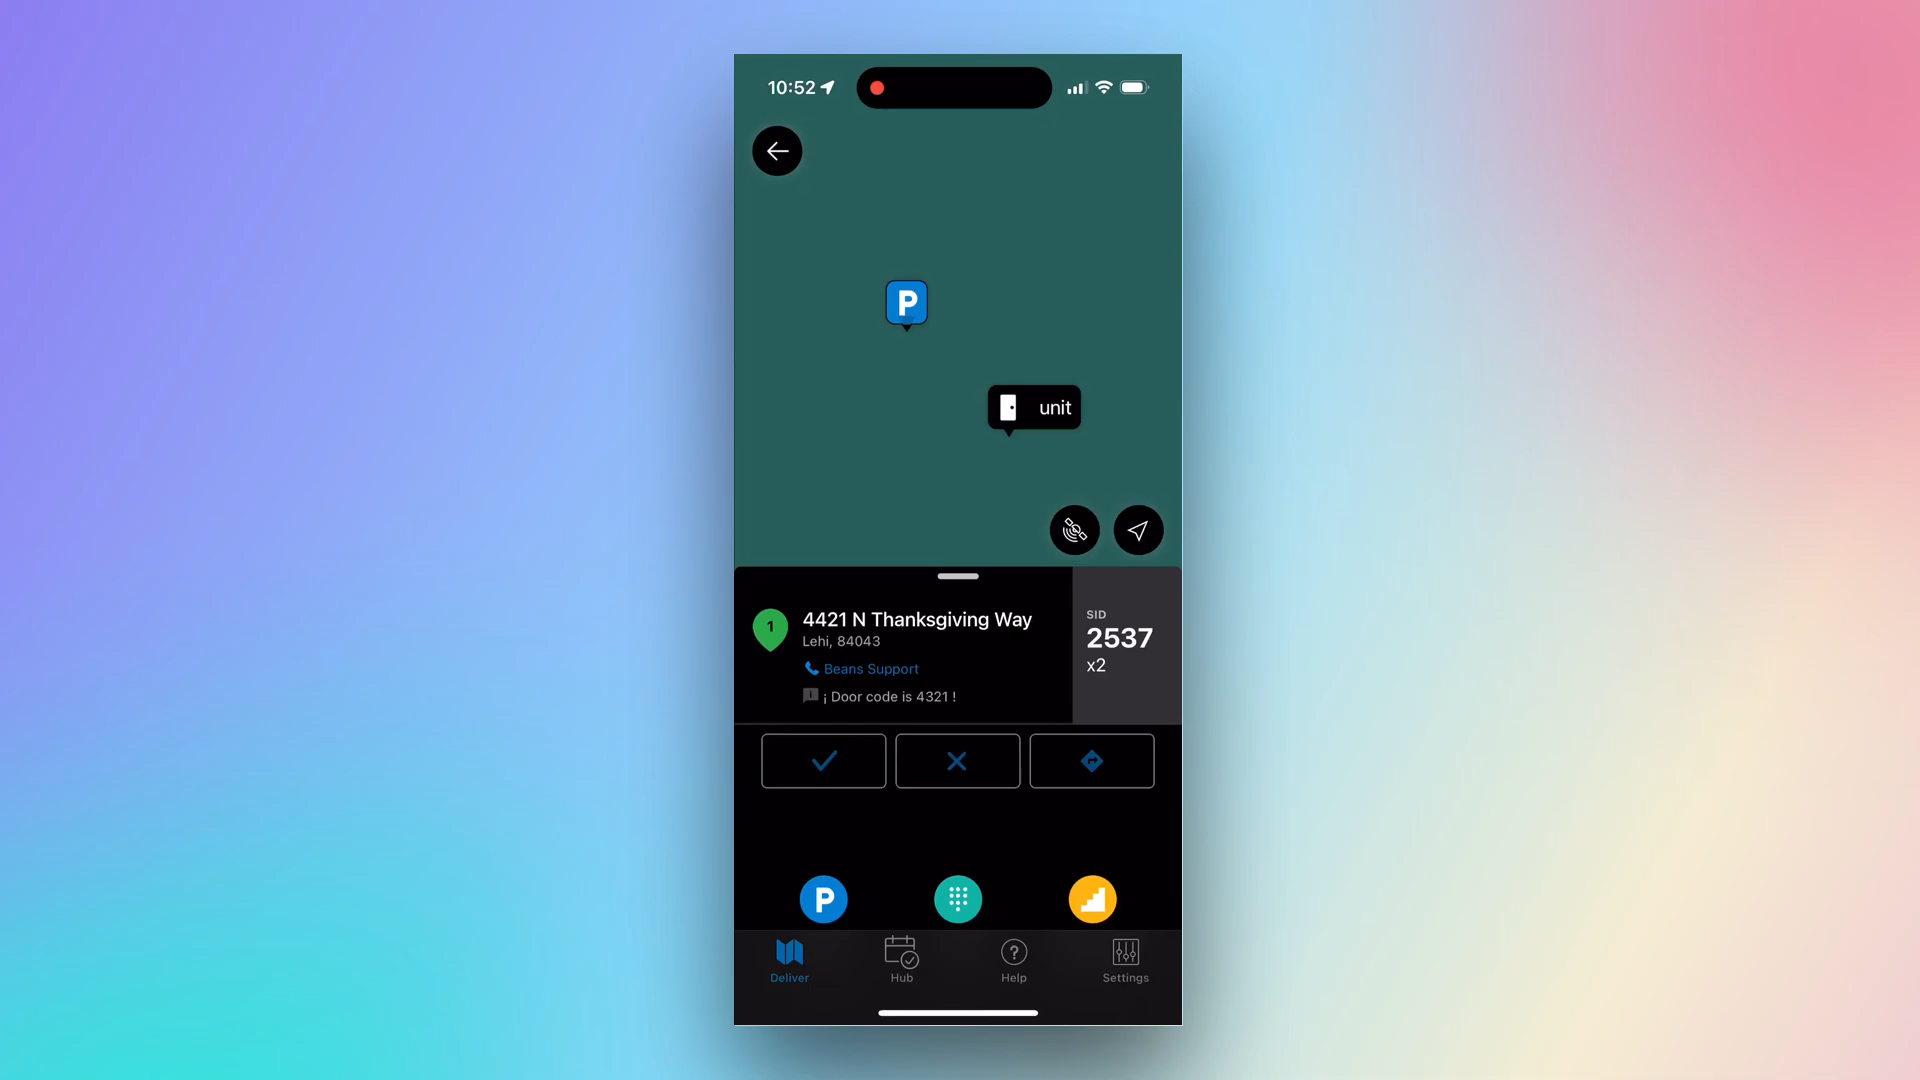 10:52
P
unit
1
4421 N Thanksgiving Way
Lehi, 84043
Beans Support
¡ Door code is 4321 !
SID
2537
x2
P
Deliver
Hub
Help
Settings